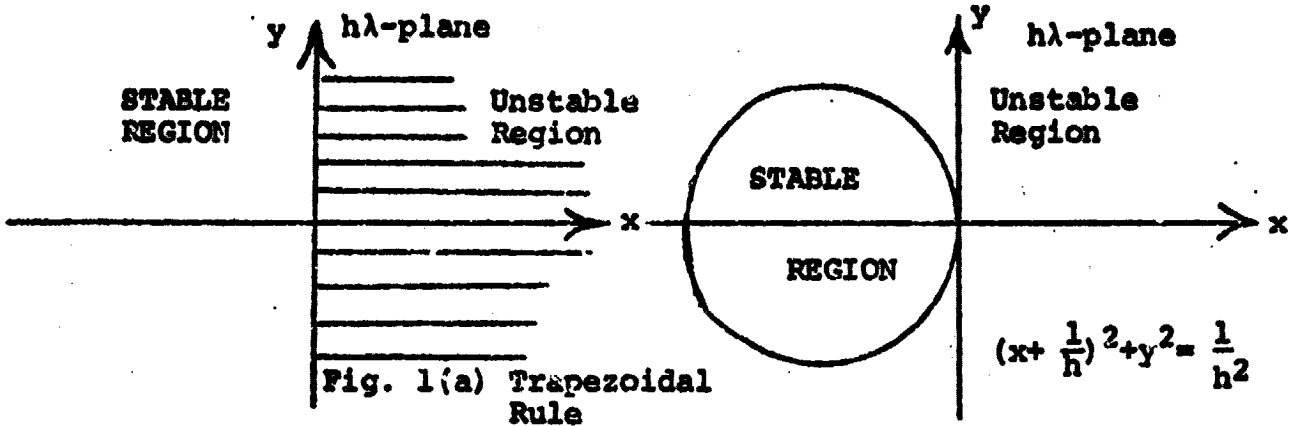 y hλ-plane
STABLE
REGION
Unstable
Region
x
Fig. 1(a) Trapezoidal
Rule
y
hλ-plane
Unstable
Region
STABLE
REGION
x
(x+ 1/h)²+y²= 1/h²